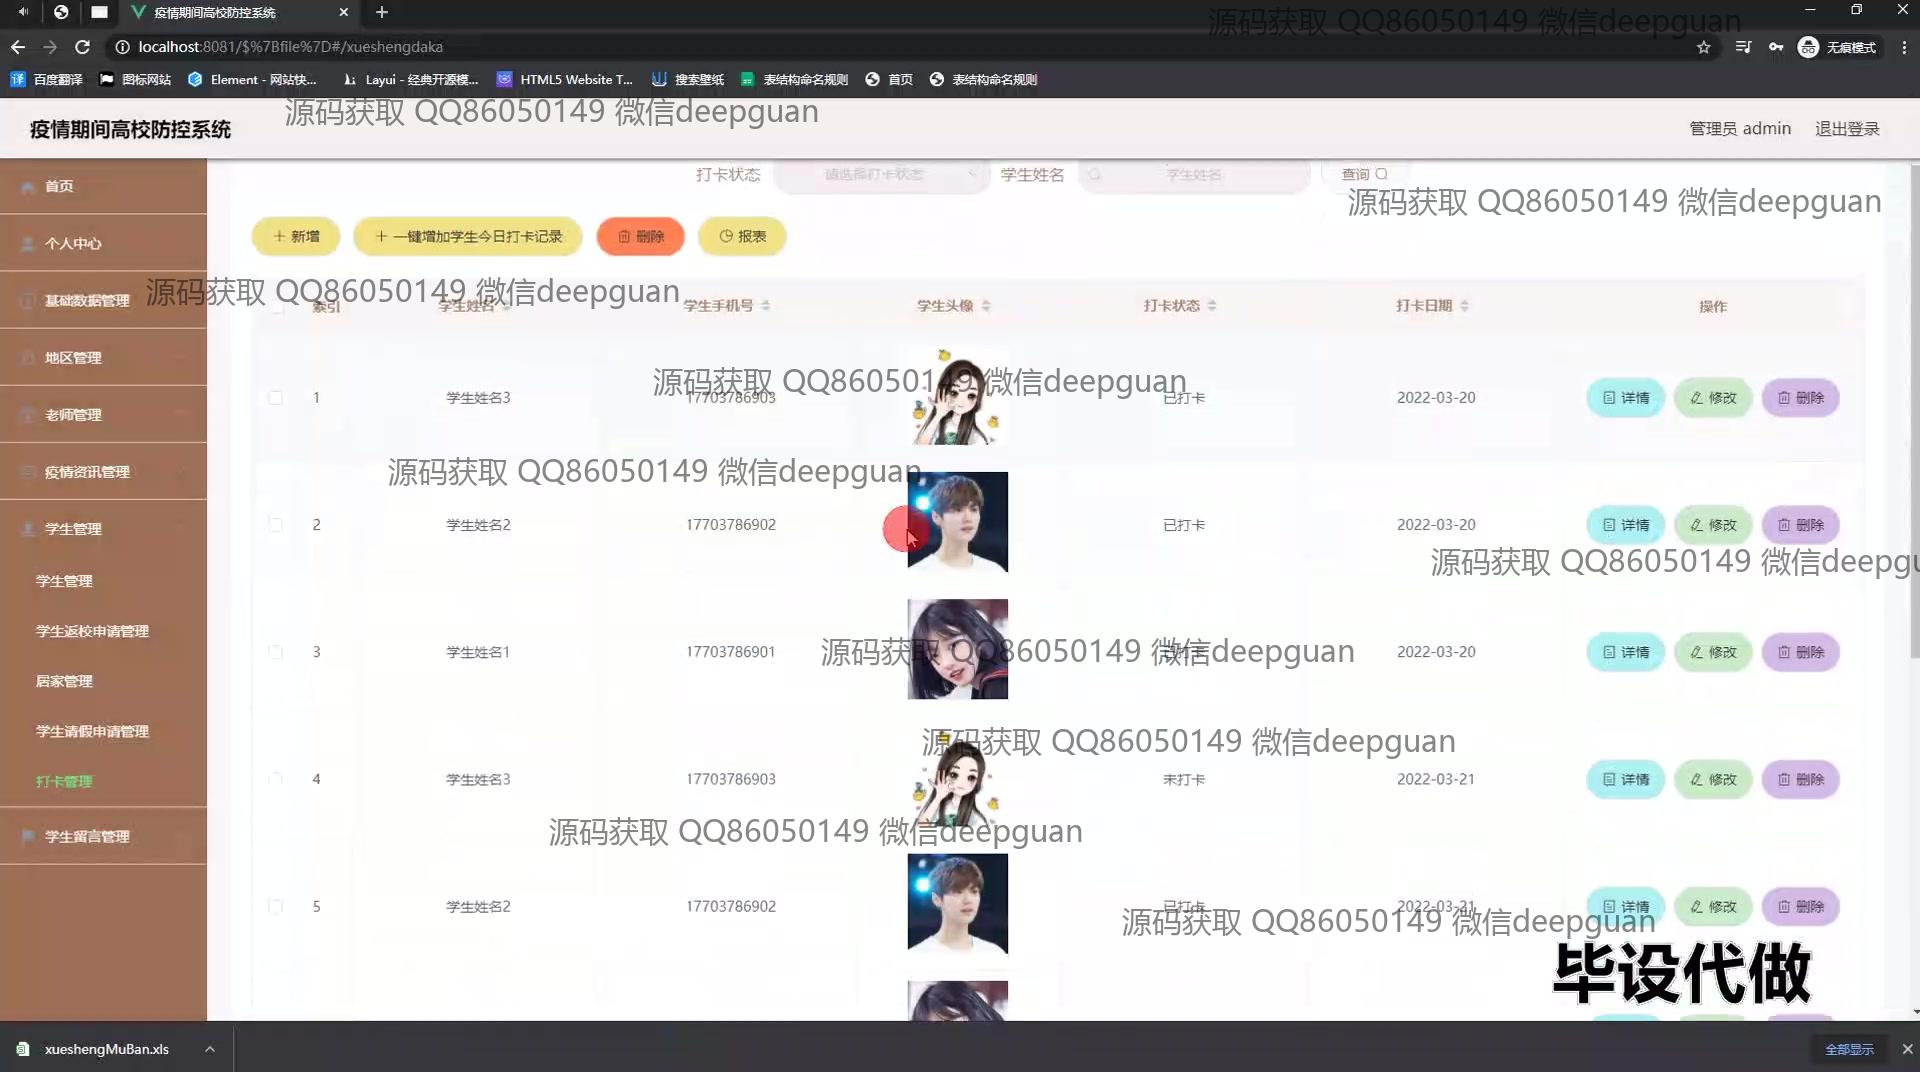 疫情期间高校防控系统
源码获取 QQ86050149 微信deepguan
localhost:8081/$%7Bfile%7D#/xueshengdaka
无痕模式
百度翻译 图标网站 Element - 网站快... Layui - 经典开源模... HTML5 Website T... 搜索壁纸 表结构命名规则 首页 表结构命名规则
源码获取 QQ86050149 微信deepguan
疫情期间高校防控系统
管理员 admin 退出登录
首页
个人中心
基础数据管理
地区管理
老师管理
疫情资讯管理
学生管理
学生管理
学生返校申请管理
居家管理
学生请假申请管理
打卡管理
学生留言管理
打卡状态 请选择打卡状态 学生姓名 学生姓名 查询
源码获取 QQ86050149 微信deepguan
新增 一键增加学生今日打卡记录 删除 报表
源码获取 QQ86050149 微信deepguan
索引 学生姓名 学生手机号 学生头像 打卡状态 打卡日期 操作
源码获取 QQ86050149 微信deepguan
1 学生姓名3 17703786903 已打卡 2022-03-20 详情 修改 删除
源码获取 QQ86050149 微信deepguan
2 学生姓名2 17703786902 已打卡 2022-03-20 详情 修改 删除
源码获取 QQ86050149 微信deepgu
3 学生姓名1 17703786901 2022-03-20 详情 修改 删除
源码获取 QQ86050149 微信deepguan
源码获取 QQ86050149 微信deepguan
4 学生姓名3 17703786903 未打卡 2022-03-21 详情 修改 删除
源码获取 QQ86050149 微信deepguan
5 学生姓名2 17703786902 已打卡 2022-03-21 详情 修改 删除
源码获取 QQ86050149 微信deepguan
毕设代做
xueshengMuBan.xls 全部显示